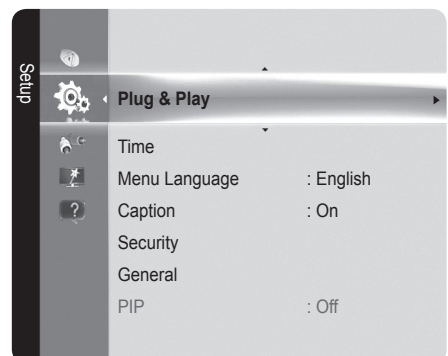 Setup
Plug & Play
Time
Menu Language : English
Caption : On
Security
General
PIP : Off